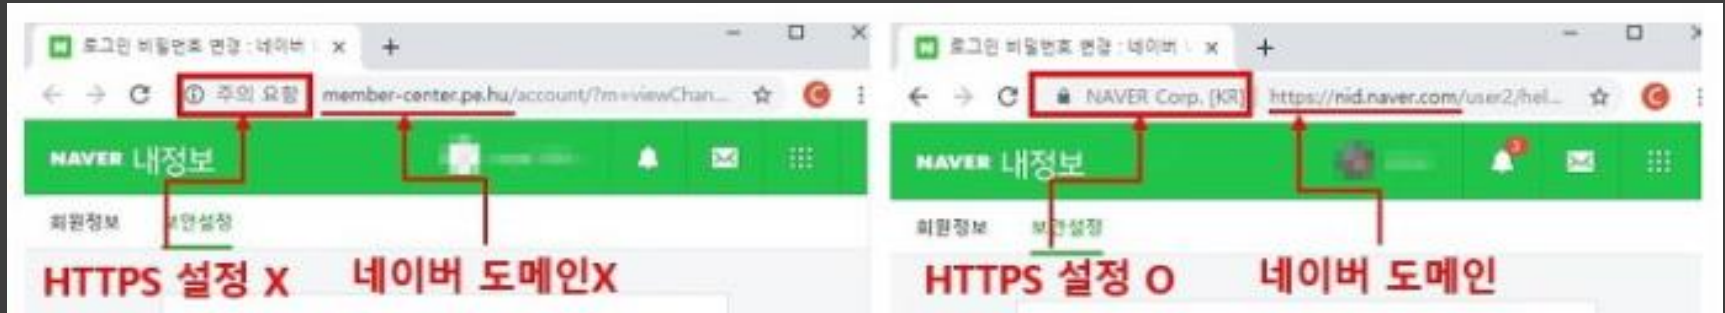 로그인 비밀번호 변경 : 네이버
주의 요함
member-center.pe.hu/account/?m=viewChan...
NAVER 내정보
회원정보
보안설정
HTTPS 설정 X
네이버 도메인X
로그인 비밀번호 변경 : 네이버
NAVER Corp. [KR]
https://nid.naver.com/user2/hel...
NAVER 내정보
3
회원정보
보안설정
HTTPS 설정 O
네이버 도메인